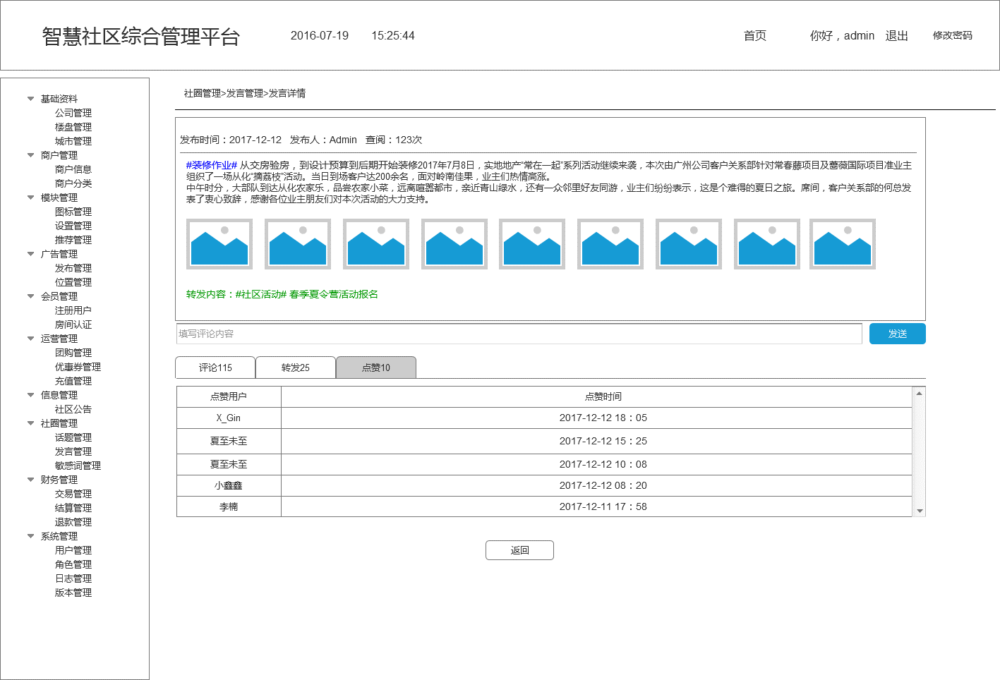 智慧社区综合管理平台 2016-07-19 15:25:44 首页 你好，admin 退出 修改密码
基础资料
公司管理
楼盘管理
城市管理
商户管理
商户信息
商户分类
模块管理
图标管理
设置管理
推荐管理
广告管理
发布管理
位置管理
会员管理
注册用户
房间认证
运营管理
团购管理
优惠券管理
充值管理
信息管理
社区公告
社圈管理
话题管理
发言管理
敏感词管理
财务管理
交易管理
结算管理
退款管理
系统管理
用户管理
角色管理
日志管理
版本管理
社圈管理>发言管理>发言详情
发布时间：2017-12-12 发布人：Admin 查阅：123次
#装修作业# 从交房验房，到设计预算到后期开始装修2017年7月8日，实地地产“常在一起”系列活动继续来袭，本次由广州公司客户关系部针对常春藤项目及蔷薇国际项目准业主
组织了一场从化“摘荔枝”活动。当日到场客户达200余名，面对岭南佳果，业主们热情高涨。
中午时分，大部队到达从化农家乐，品尝农家小菜，远离喧嚣都市，亲近青山绿水，还有一众邻里好友同游，业主们纷纷表示，这是个难得的夏日之旅。席间，客户关系部的何总发
表了衷心致辞，感谢各位业主朋友们对本次活动的大力支持。
转发内容：#社区活动# 春季夏令营活动报名
填写评论内容 发送
评论115 转发25 点赞10
点赞用户 点赞时间
X_Gin 2017-12-12 18：05
夏至未至 2017-12-12 15：25
夏至未至 2017-12-12 10：08
小鑫鑫 2017-12-12 08：20
李楠 2017-12-11 17：58
返回